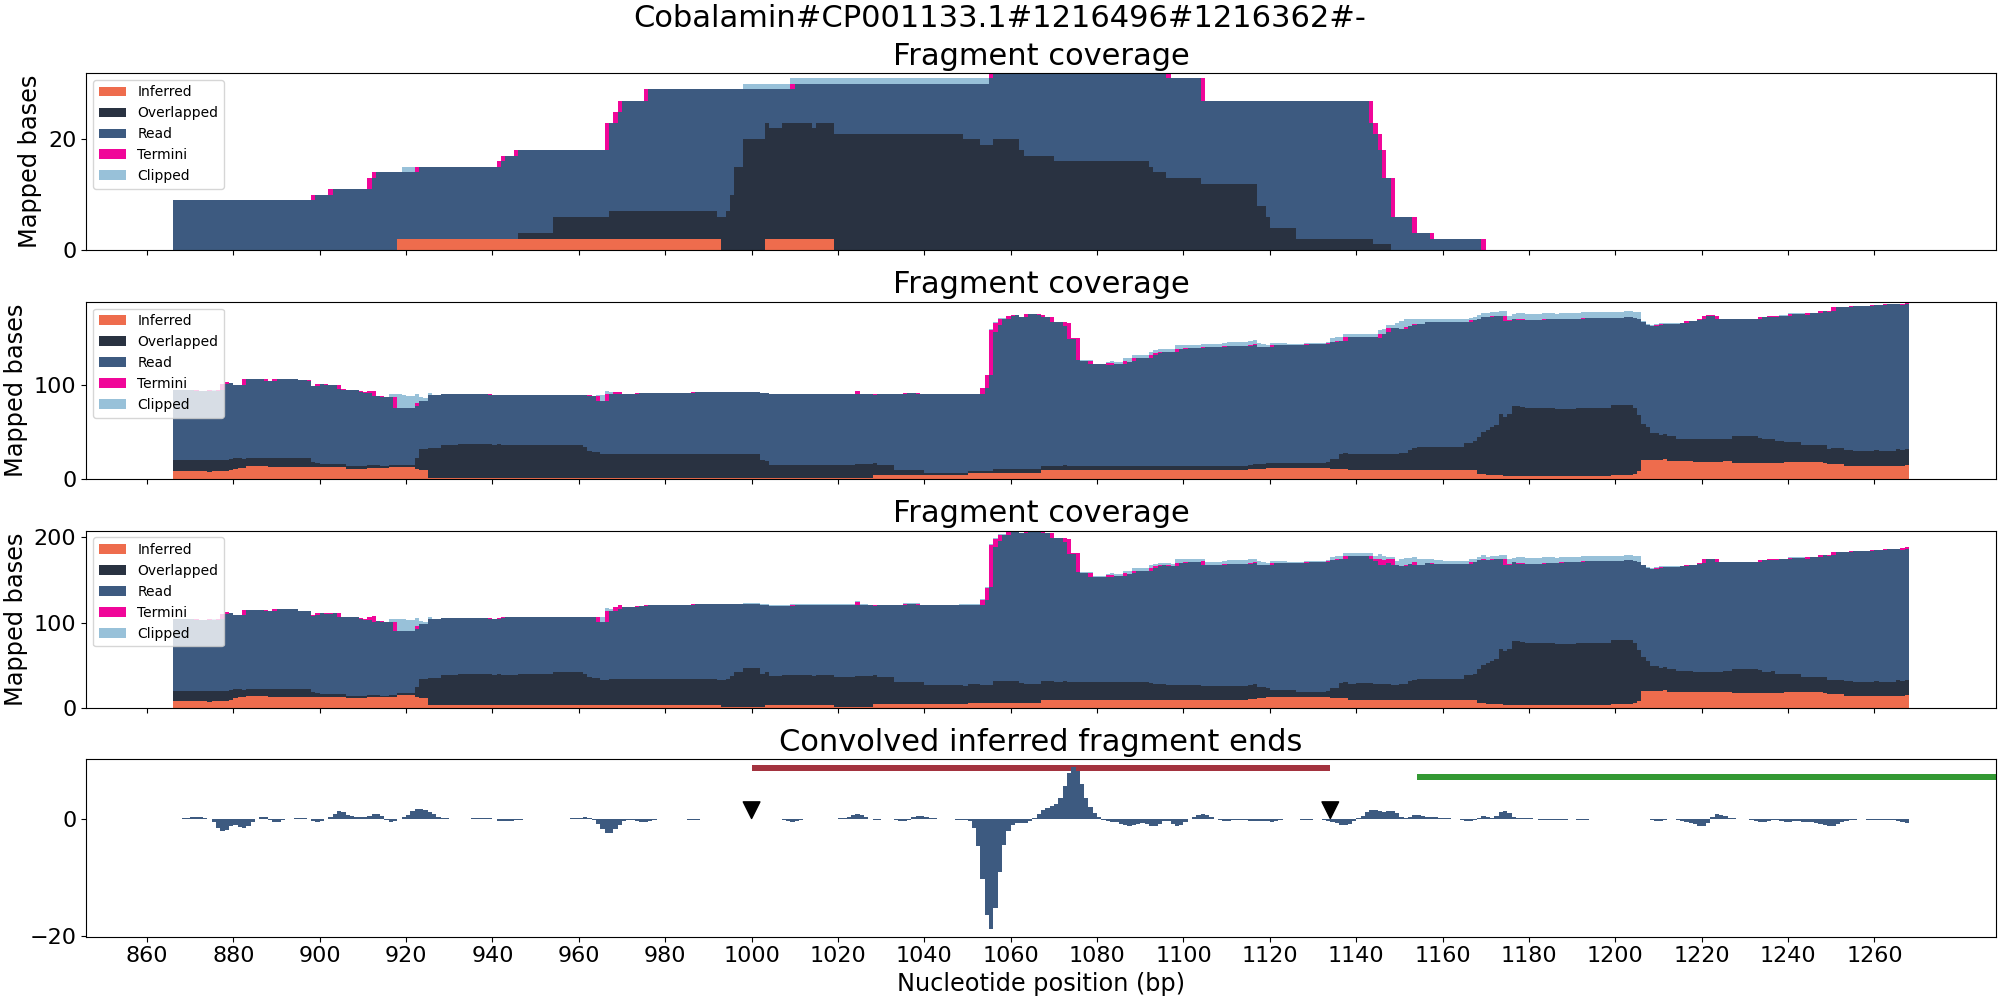 Cobalamin#CP001133.1#1216496#1216362#-
Fragment coverage
Mapped bases
20
0
Inferred
Overlapped
Read
Termini
Clipped
Fragment coverage
Mapped bases
100
0
Inferred
Overlapped
Read
Termini
Clipped
Fragment coverage
Mapped bases
200
100
0
Inferred
Overlapped
Read
Termini
Clipped
Convolved inferred fragment ends
0
−20
860 880 900 920 940 960 980 1000 1020 1040 1060 1080 1100 1120 1140 1160 1180 1200 1220 1240 1260
Nucleotide position (bp)